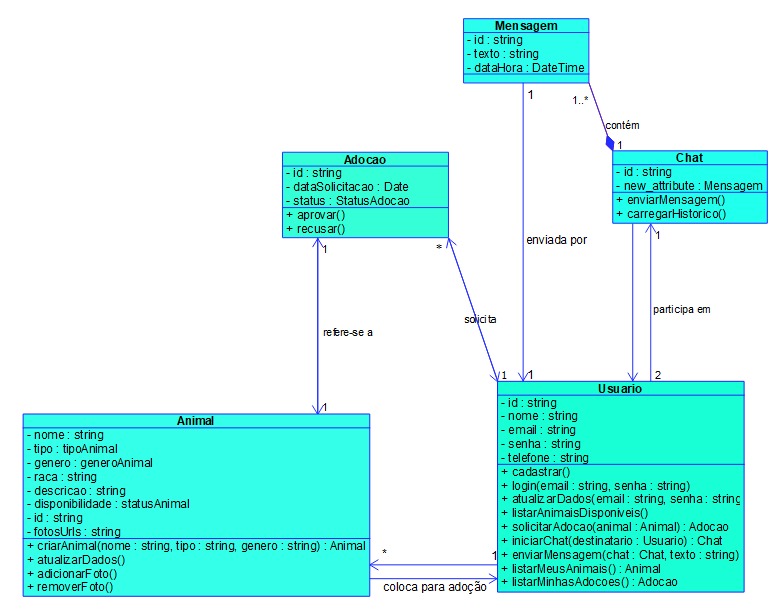 Mensagem
- id : string
- texto : string
- dataHora : DateTime
1
1..*
contém
1
Chat
- id : string
- new_attribute : Mensagem
+ enviarMensagem()
+ carregarHistorico()
Adocao
- id : string
- dataSolicitacao : Date
- status : StatusAdocao
+ aprovar()
+ recusar()
1
*
enviada por
1
participa em
solicita
refere-se a
1
1
1
2
Usuario
- id : string
- nome : string
- email : string
- senha : string
- telefone : string
+ cadastrar()
+ login(email : string, senha : string)
+ atualizarDados(email : string, senha : string
+ listarAnimaisDisponiveis()
+ solicitarAdocao(animal : Animal) : Adocao
+ iniciarChat(destinatario : Usuario) : Chat
+ enviarMensagem(chat : Chat, texto : string)
+ listarMeusAnimais() : Animal
+ listarMinhasAdocoes() : Adocao
Animal
- nome : string
- tipo : tipoAnimal
- genero : generoAnimal
- raca : string
- descricao : string
- disponibilidade : statusAnimal
- id : string
- fotosUrls : string
+ criarAnimal(nome : string, tipo : string, genero : string) : Animal
+ atualizarDados()
+ adicionarFoto()
+ removerFoto()
*
1
coloca para adoção